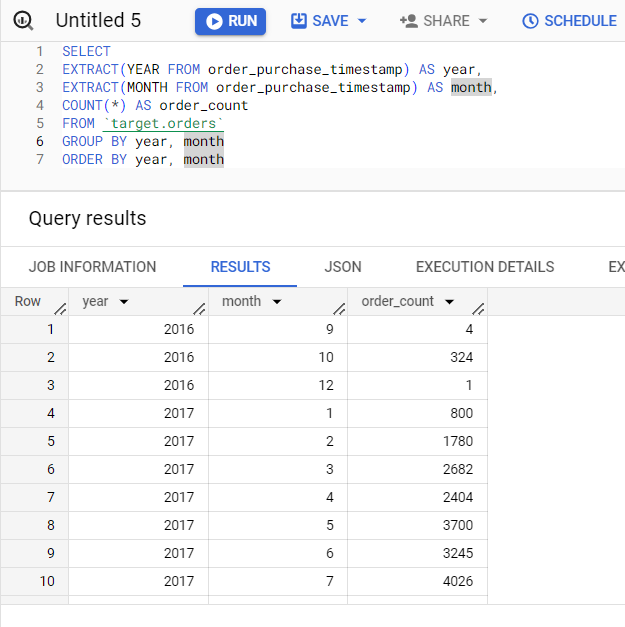 Untitled 5 RUN SAVE SHARE SCHEDULE
1 SELECT
2 EXTRACT(YEAR FROM order_purchase_timestamp) AS year,
3 EXTRACT(MONTH FROM order_purchase_timestamp) AS month,
4 COUNT(*) AS order_count
5 FROM `target.orders`
6 GROUP BY year, month
7 ORDER BY year, month
Query results
JOB INFORMATION RESULTS JSON EXECUTION DETAILS EX
Row year month order_count
1 2016 9 4
2 2016 10 324
3 2016 12 1
4 2017 1 800
5 2017 2 1780
6 2017 3 2682
7 2017 4 2404
8 2017 5 3700
9 2017 6 3245
10 2017 7 4026